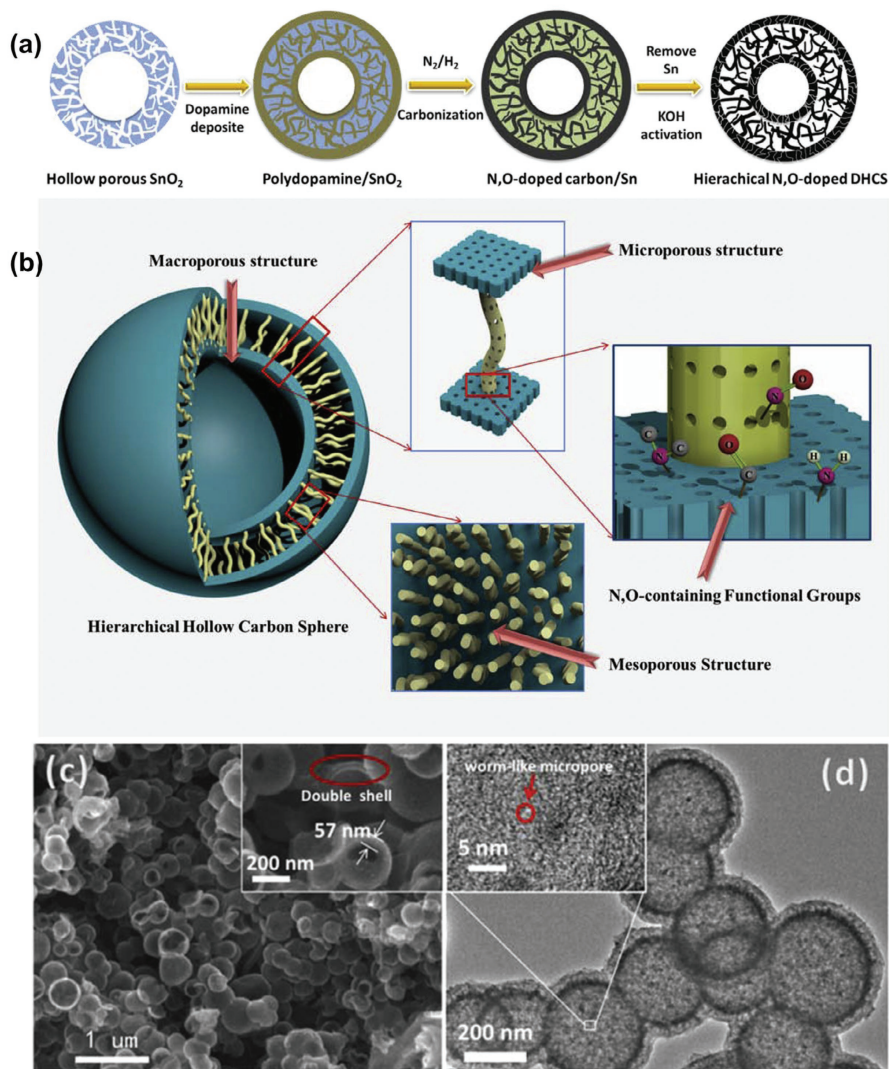 (a)
N₂/H₂
Remove
Sn
Dopamine
deposite
Carbonization
KOH
activation
Hollow porous SnO₂
Polydopamine/SnO₂
N,O-doped carbon/Sn
Hierachical N,O-doped DHCS
(b)
Macroporous structure
Microporous structure
O
N
C
C
N
O
C
H
H
N
N,O-containing Functional Groups
Hierarchical Hollow Carbon Sphere
Mesoporous Structure
(c)
Double shell
57 nm
200 nm
1 um
worm-like micropore
5 nm
(d)
200 nm